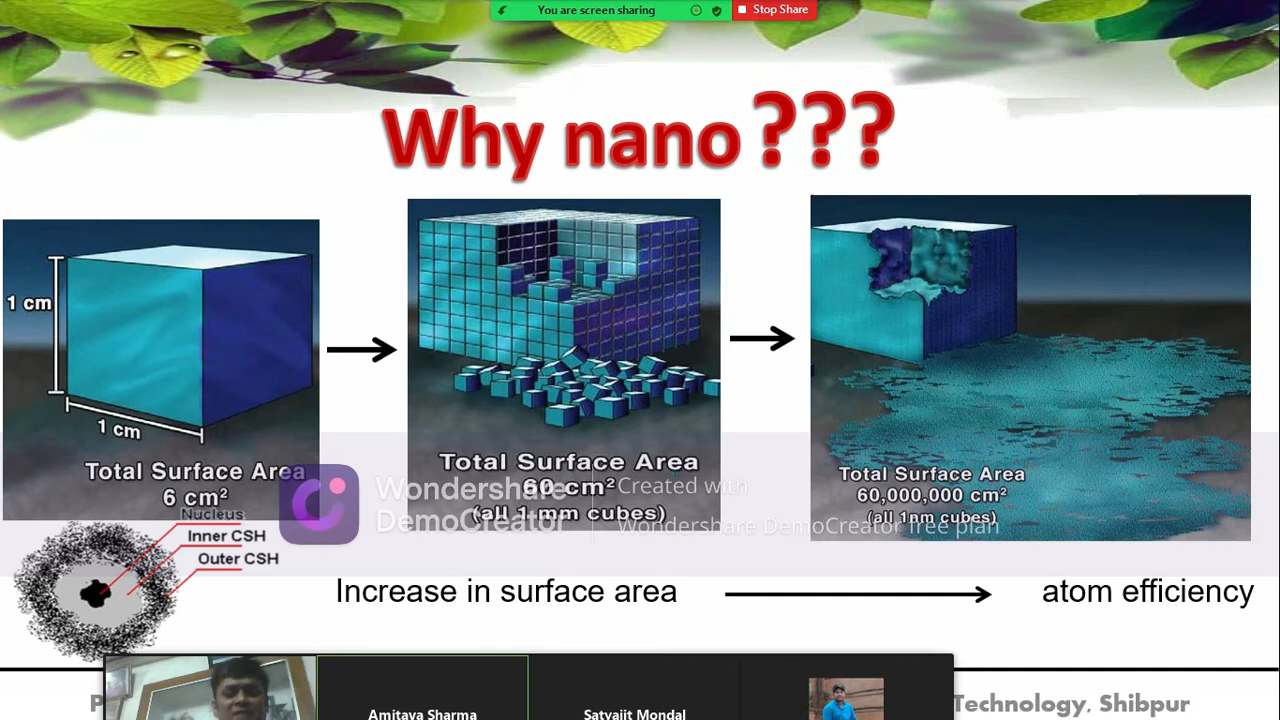 You are screen sharing
Stop Share
Why nano???
1 cm
1 cm
Total Surface Area
6 cm²
Total Surface Area
60 cm²
(all 1 mm cubes)
Total Surface Area
60,000,000 cm²
(all 1nm cubes)
Wondershare
DemoCreator
Created with
Wondershare DemoCreator free plan
Nucleus
Inner CSH
Outer CSH
Increase in surface area
atom efficiency
Technology, Shibpur
Amitava Sharma
Satyajit Mondal